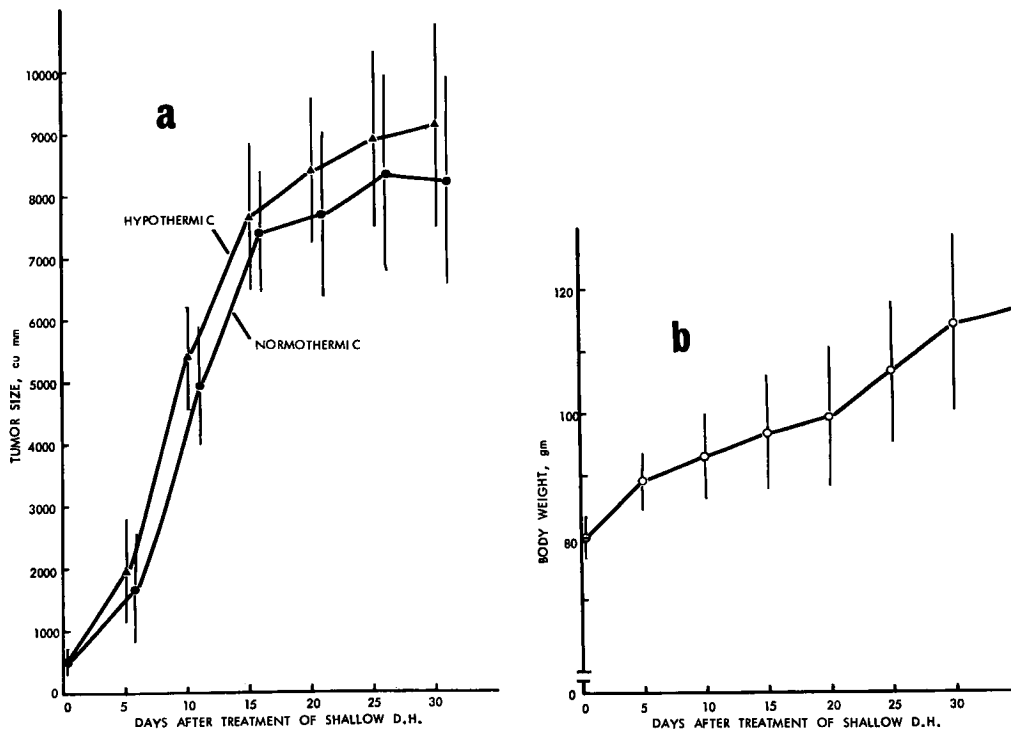 a
10000
9000
8000
7000
6000
5000
4000
3000
2000
1000
0
TUMOR SIZE, cu mm
HYPOTHERMIC
NORMOTHERMIC
0 5 10 15 20 25 30
DAYS AFTER TREATMENT OF SHALLOW D.H.
b
120
100
80
0
BODY WEIGHT, gm
0 5 10 15 20 25 30
DAYS AFTER TREATMENT OF SHALLOW D.H.